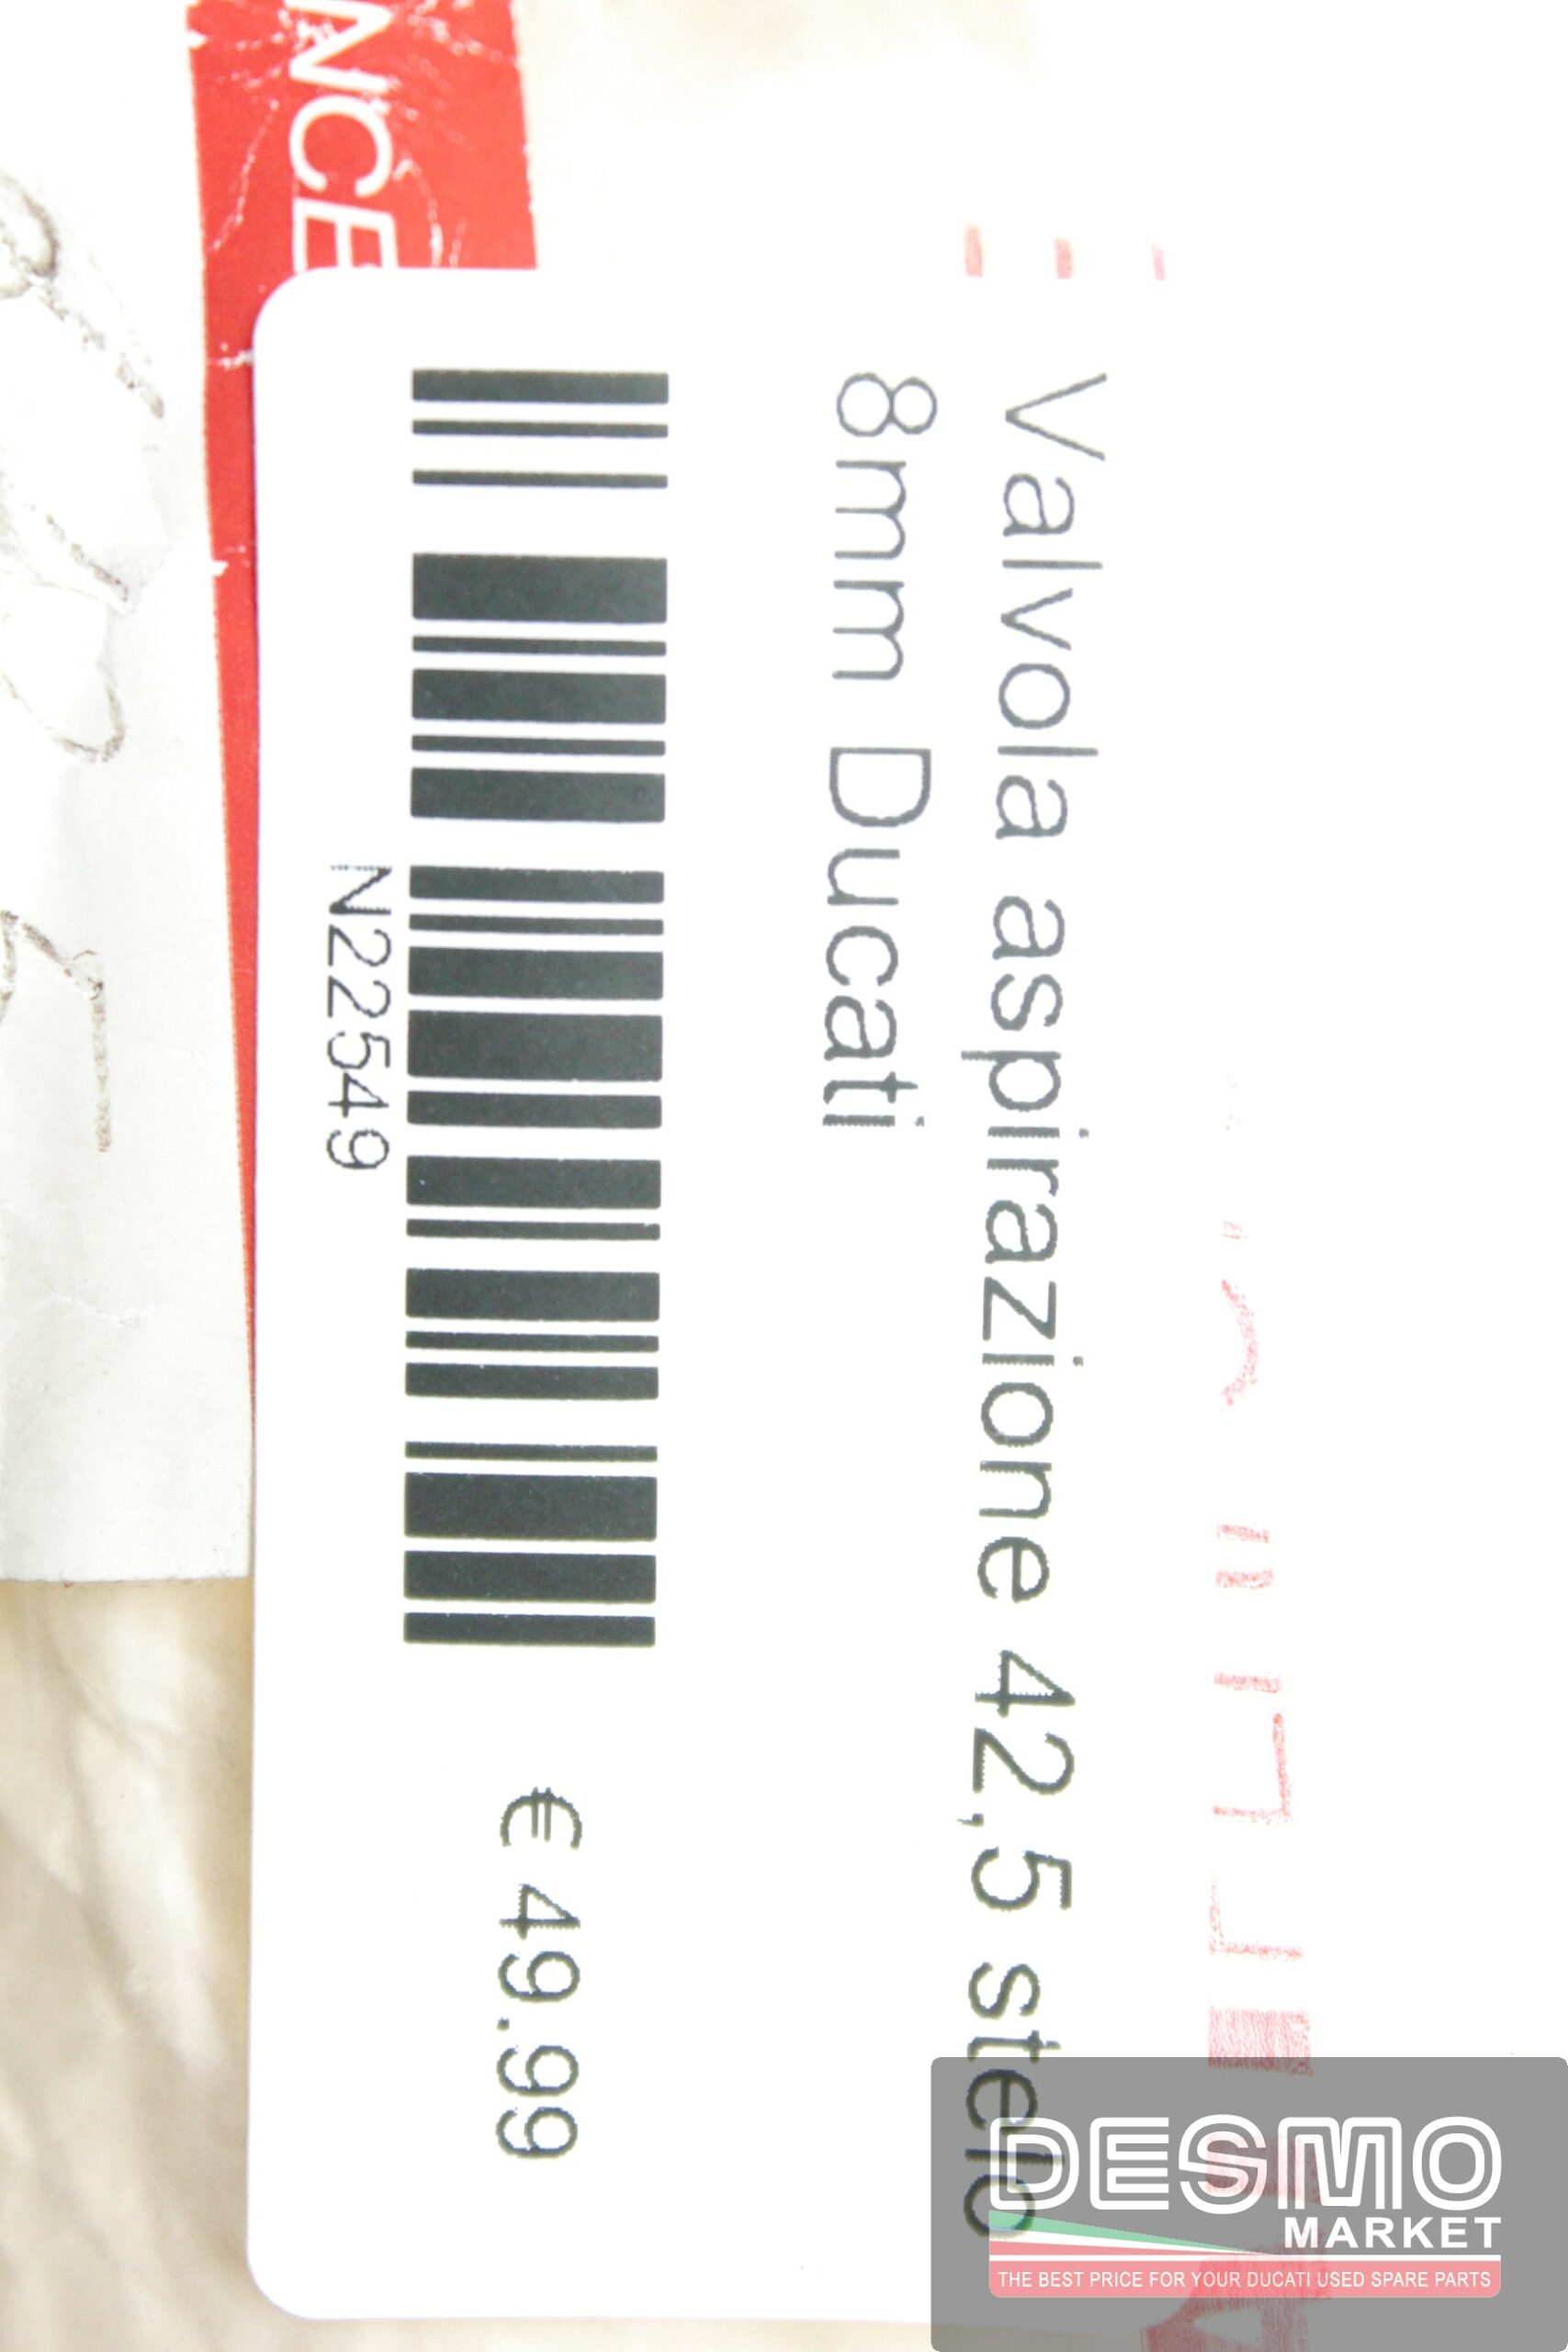 NCE
Valvola aspirazione 42,5 stelo
8mm Ducati
N22549
€ 49.99
DESMO
MARKET
THE BEST PRICE FOR YOUR DUCATI USED SPARE PARTS